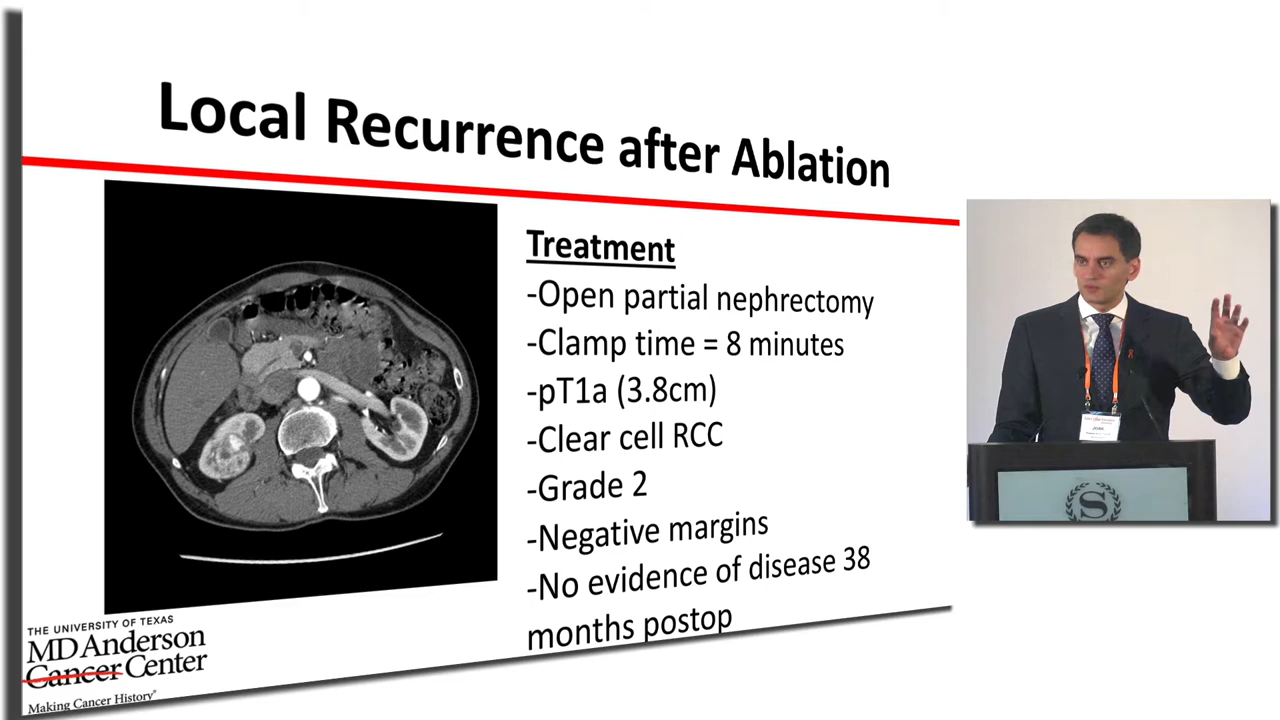 Local Recurrence after Ablation
Treatment
-Open partial nephrectomy
-Clamp time = 8 minutes
-pT1a (3.8cm)
-Clear cell RCC
-Grade 2
-Negative margins
-No evidence of disease 38
months postop
THE UNIVERSITY OF TEXAS
MD Anderson
Cancer Center
Making Cancer History®
S